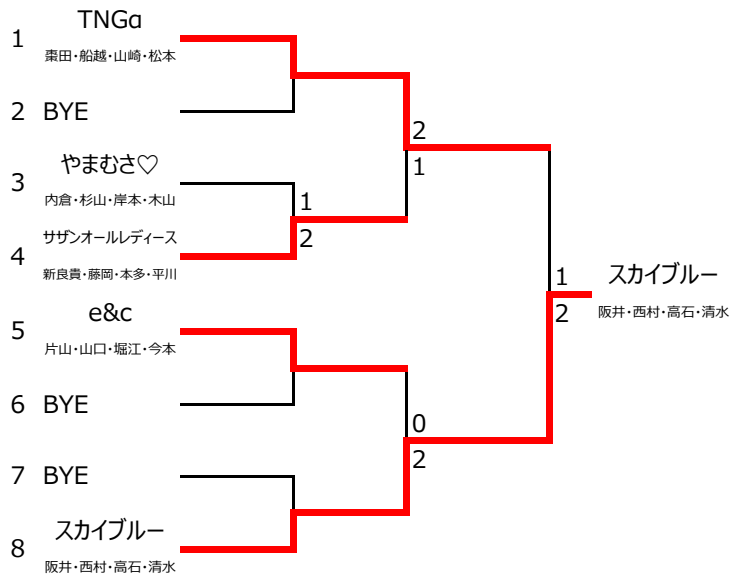 TNGa
1
棗田・船越・山崎・松本
2 BYE
やまむさ♡
3
内倉・杉山・岸本・木山
サザンオールレディース
4
新良貴・藤岡・本多・平川
e&c
5
片山・山口・堀江・今本
6 BYE
7 BYE
スカイブルー
8
阪井・西村・高石・清水
1
2
2
1
0
2
1
2
スカイブルー
阪井・西村・高石・清水